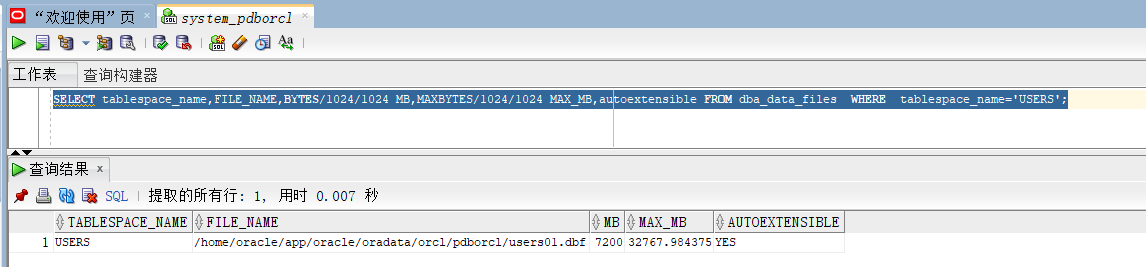 “欢迎使用”页 × system_pdborcl ×
工作表 查询构建器
SELECT tablespace_name,FILE_NAME,BYTES/1024/1024 MB,MAXBYTES/1024/1024 MAX_MB,autoextensible FROM dba_data_files  WHERE  tablespace_name='USERS';
查询结果 ×
SQL | 提取的所有行: 1, 用时 0.007 秒
TABLESPACE_NAME FILE_NAME MB MAX_MB AUTOEXTENSIBLE
1 USERS /home/oracle/app/oracle/oradata/orcl/pdborcl/users01.dbf 7200 32767.984375 YES